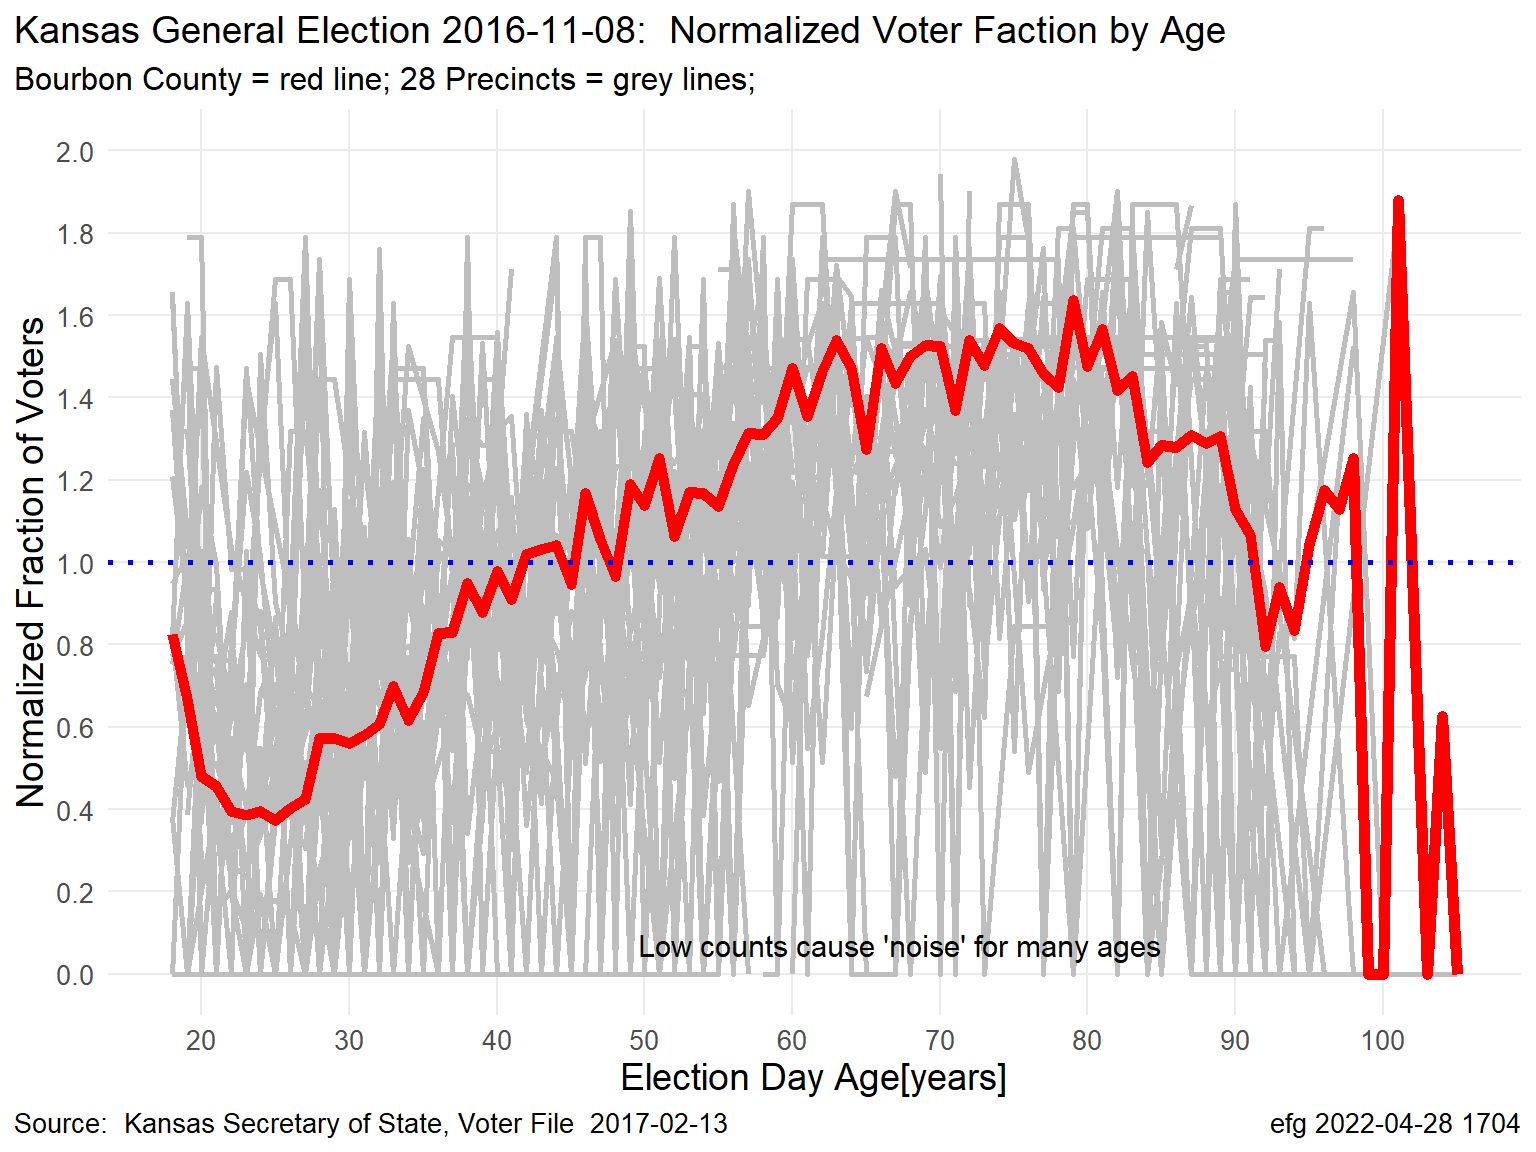 Kansas General Election 2016-11-08:  Normalized Voter Faction by Age
Bourbon County = red line; 28 Precincts = grey lines;
Normalized Fraction of Voters
2.0
1.8
1.6
1.4
1.2
1.0
0.8
0.6
0.4
0.2
0.0
Low counts cause 'noise' for many ages
20 30 40 50 60 70 80 90 100
Election Day Age[years]
Source:  Kansas Secretary of State, Voter File  2017-02-13
efg 2022-04-28 1704